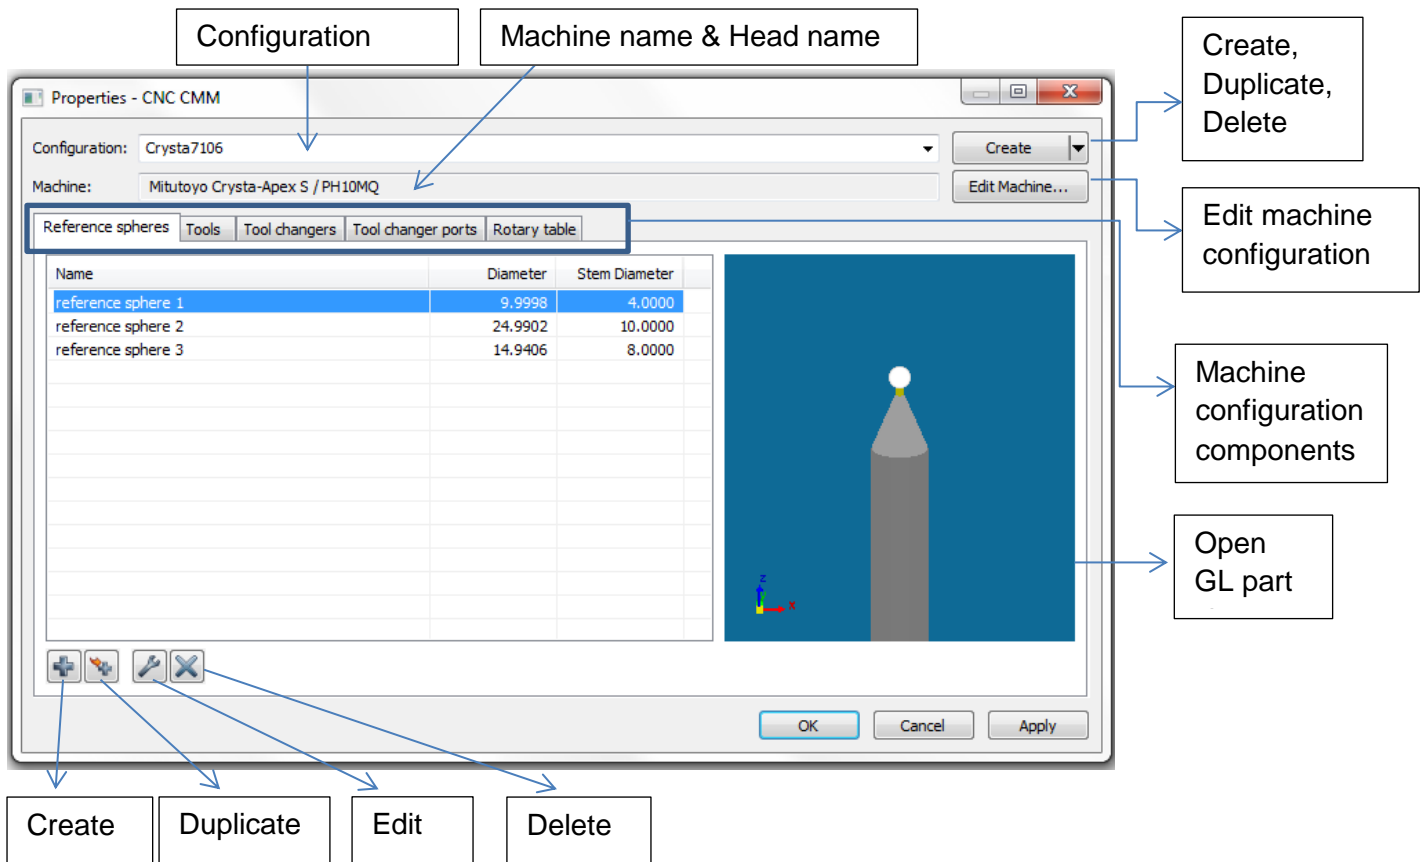 Configuration
Machine name & Head name
Create,
Duplicate,
Delete
Properties - CNC CMM
Configuration: Crysta7106 Create
Machine: Mitutoyo Crysta-Apex S / PH10MQ Edit Machine...
Edit machine
configuration
Reference spheres Tools Tool changers Tool changer ports Rotary table
Name Diameter Stem Diameter
reference sphere 1 9.9998 4.0000
reference sphere 2 24.9902 10.0000
reference sphere 3 14.9406 8.0000
Machine
configuration
components
Open
GL part
z
x
OK Cancel Apply
Create
Duplicate
Edit
Delete